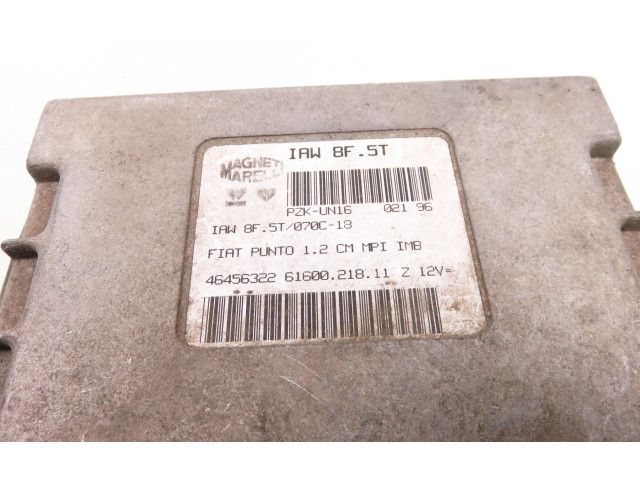 IAW 8F.5T
MAGNETI
MARELLI
PZK-UN16 021 96
IAW 8F.5T/070C-18
FIAT PUNTO 1.2 CM MPI IMB
46456322 61600.218.11 Z 12V=